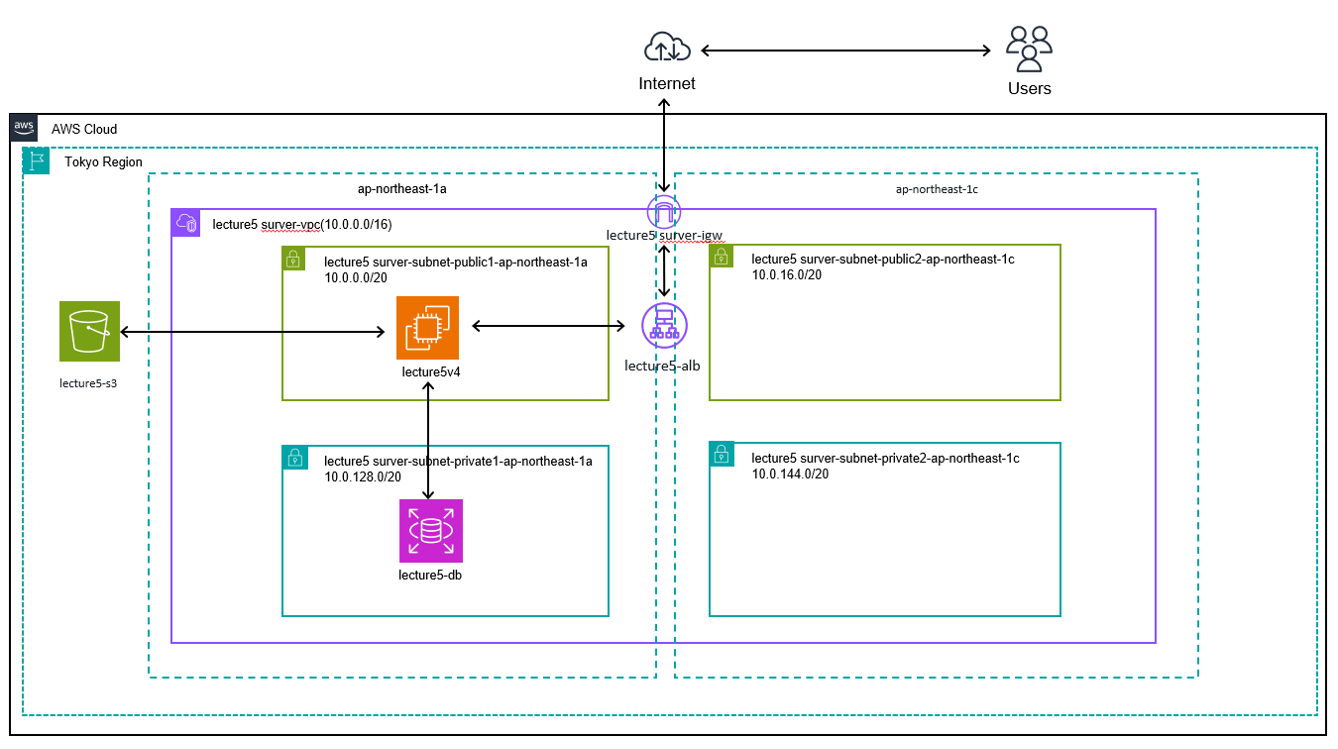 Internet
Users
aws
AWS Cloud
Tokyo Region
ap-northeast-1a
ap-northeast-1c
lecture5 surver-vpc(10.0.0.0/16)
lecture5 surver-igw
lecture5 surver-subnet-public1-ap-northeast-1a
10.0.0.0/20
lecture5 surver-subnet-public2-ap-northeast-1c
10.0.16.0/20
lecture5-s3
lecture5v4
lecture5-alb
lecture5 surver-subnet-private1-ap-northeast-1a
10.0.128.0/20
lecture5 surver-subnet-private2-ap-northeast-1c
10.0.144.0/20
lecture5-db